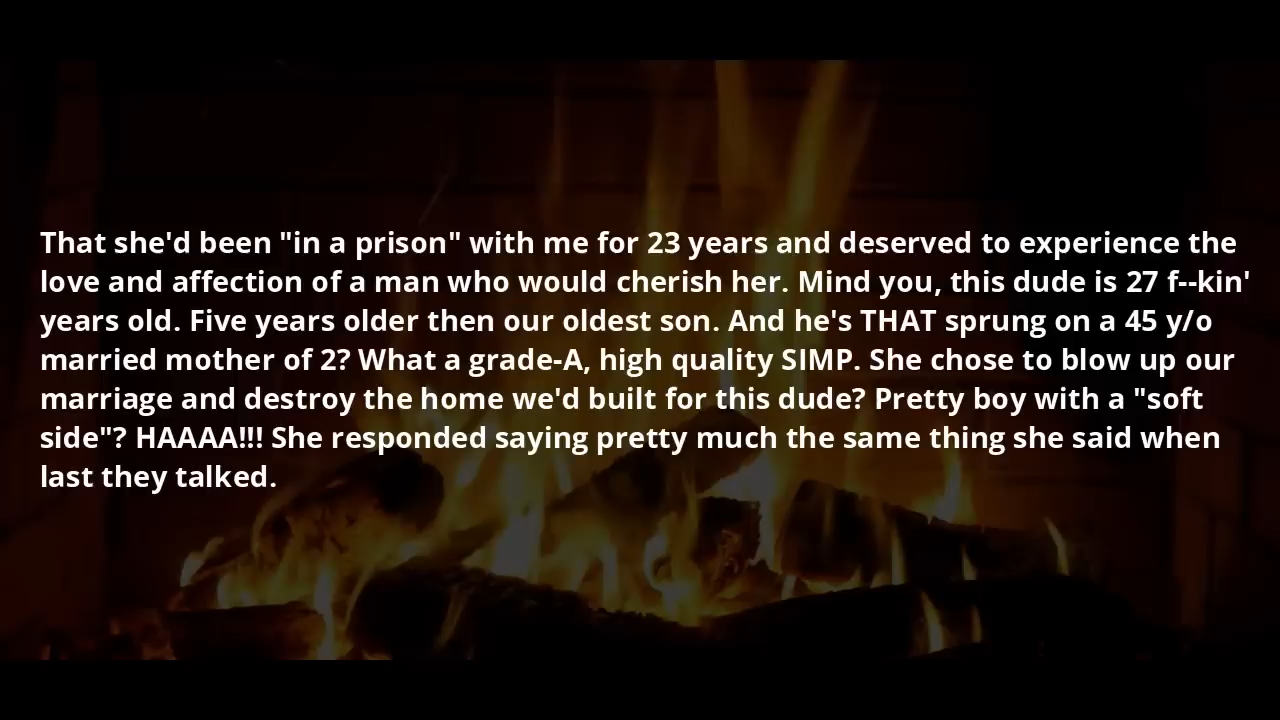 That she'd been "in a prison" with me for 23 years and deserved to experience the
love and affection of a man who would cherish her. Mind you, this dude is 27 f--kin'
years old. Five years older then our oldest son. And he's THAT sprung on a 45 y/o
married mother of 2? What a grade-A, high quality SIMP. She chose to blow up our
marriage and destroy the home we'd built for this dude? Pretty boy with a "soft
side"? HAAAA!!! She responded saying pretty much the same thing she said when
last they talked.